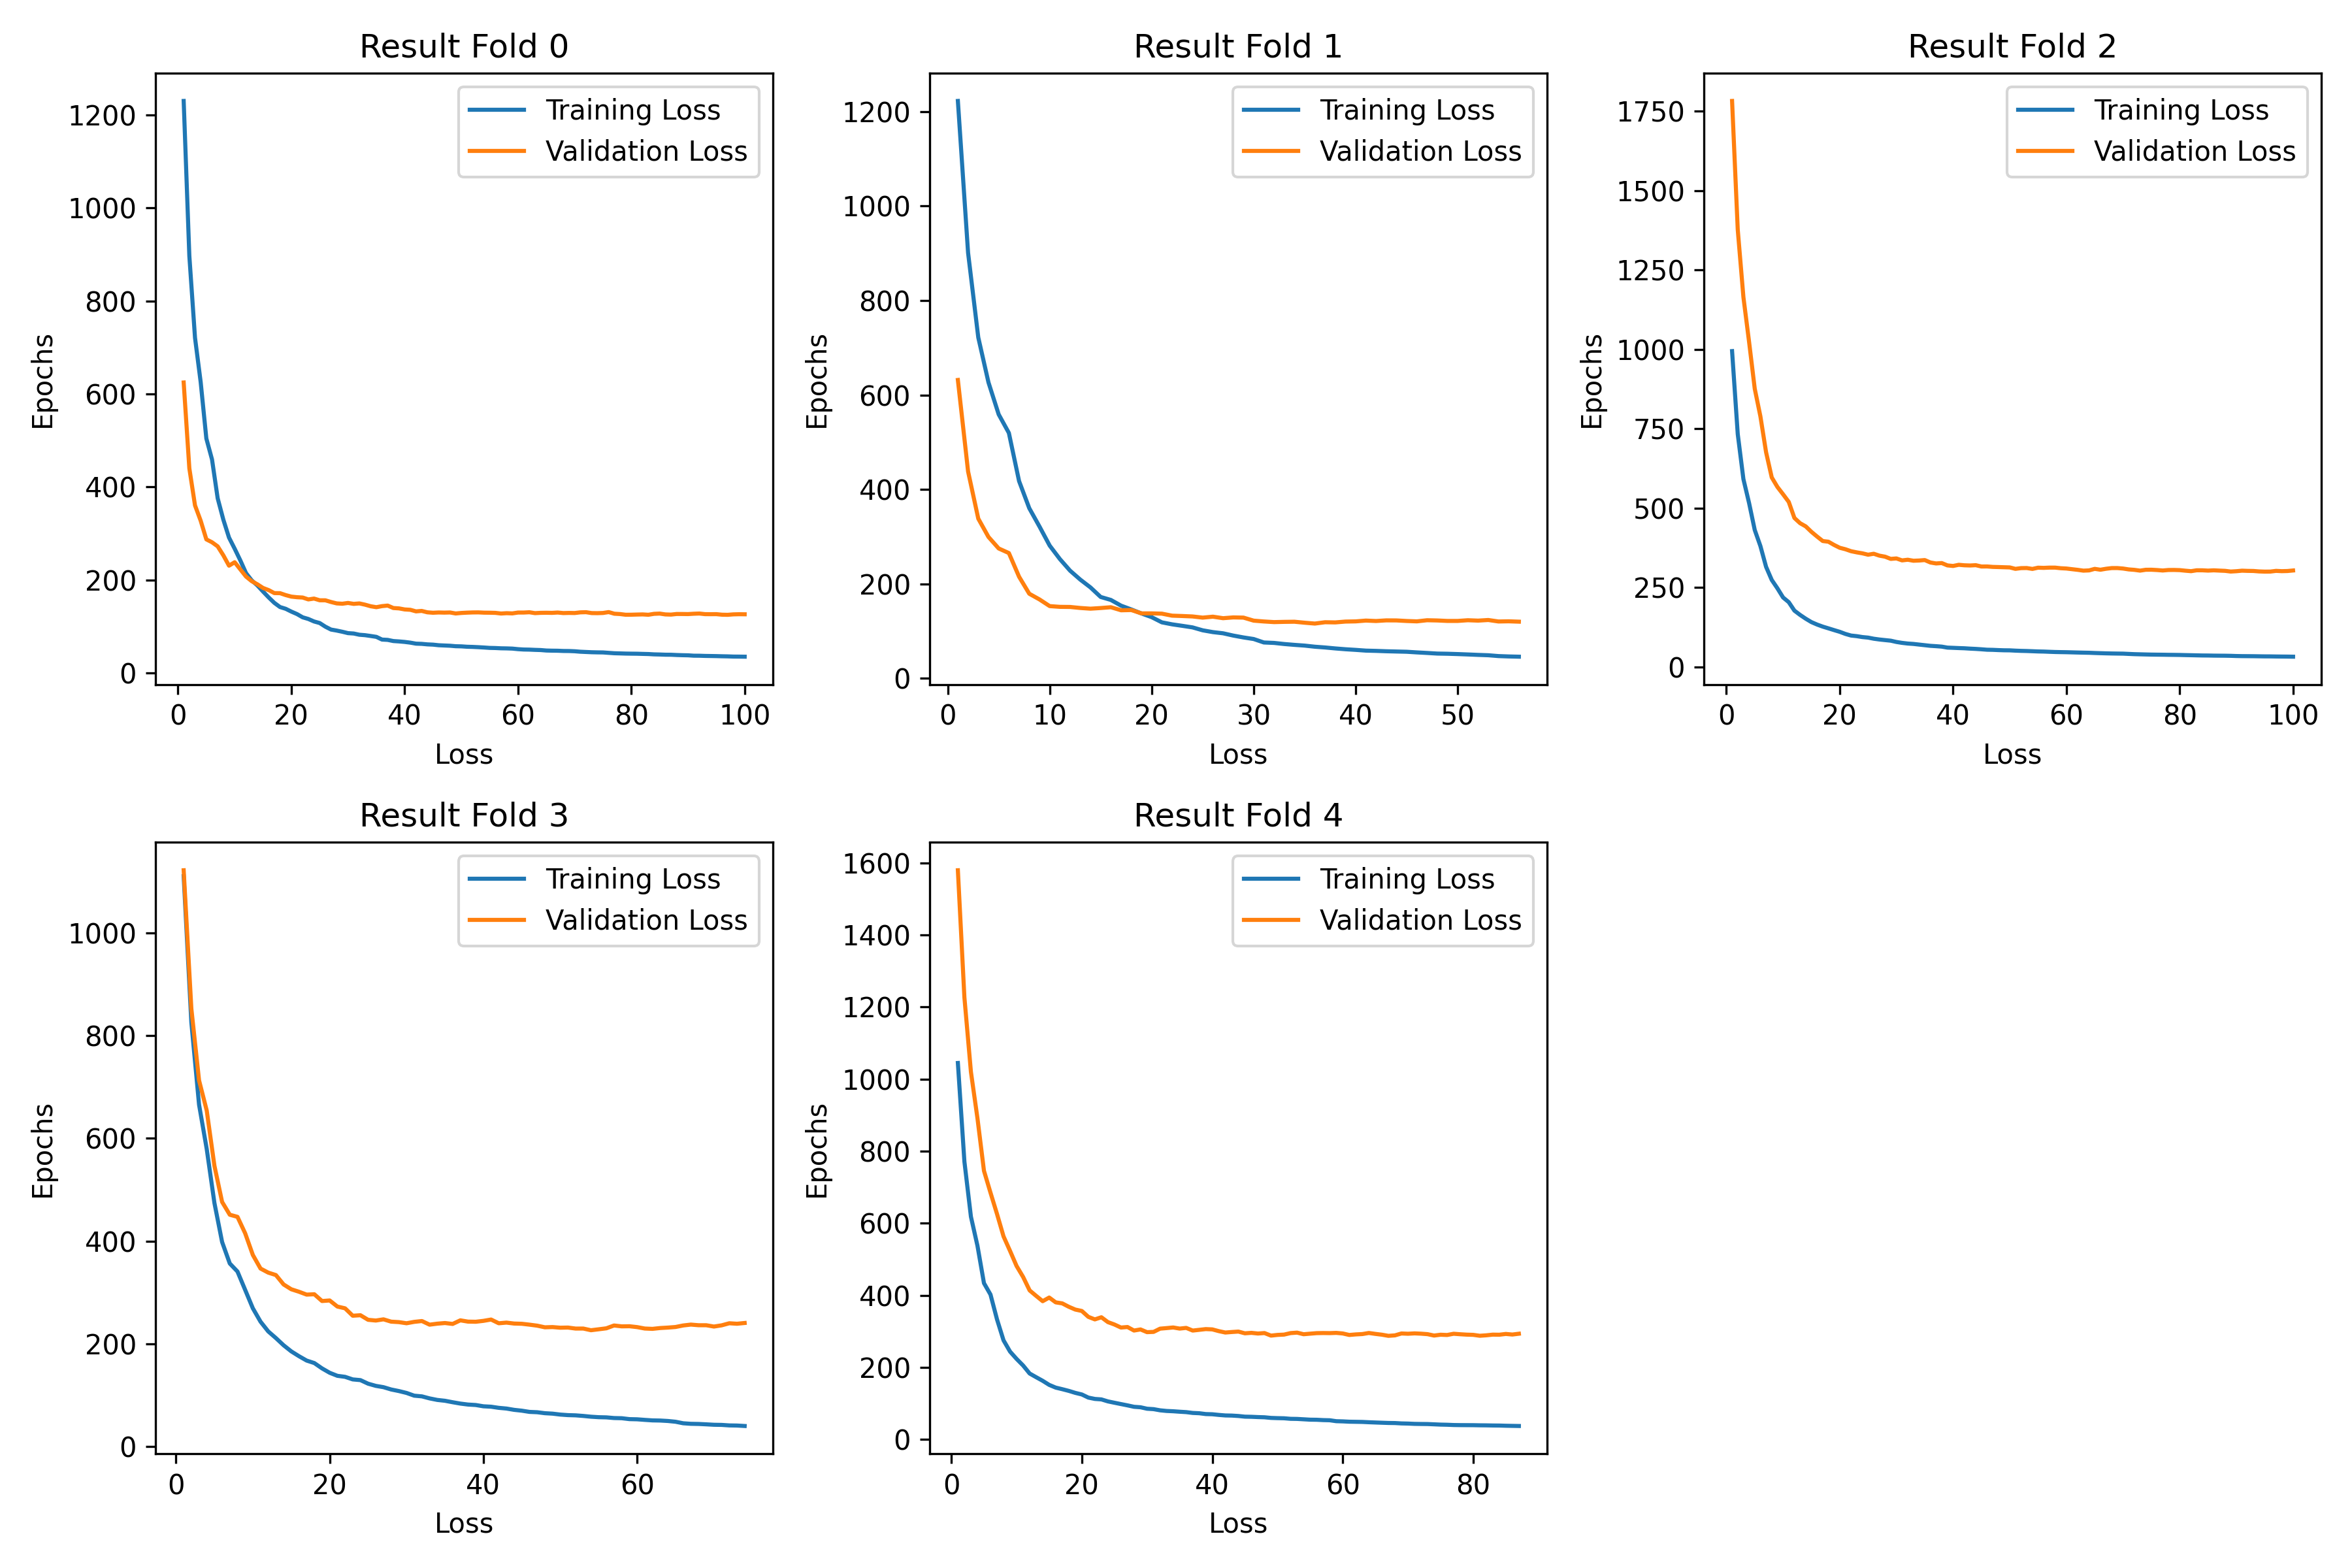 Result Fold 0
1200
1000
800
600
400
200
0
Epochs
Training Loss
Validation Loss
0 20 40 60 80 100
Loss
Result Fold 1
1200
1000
800
600
400
200
0
Epochs
Training Loss
Validation Loss
0 10 20 30 40 50
Loss
Result Fold 2
1750
1500
1250
1000
750
500
250
0
Epochs
Training Loss
Validation Loss
0 20 40 60 80 100
Loss
Result Fold 3
1000
800
600
400
200
0
Epochs
Training Loss
Validation Loss
0 20 40 60
Loss
Result Fold 4
1600
1400
1200
1000
800
600
400
200
0
Epochs
Training Loss
Validation Loss
0 20 40 60 80
Loss